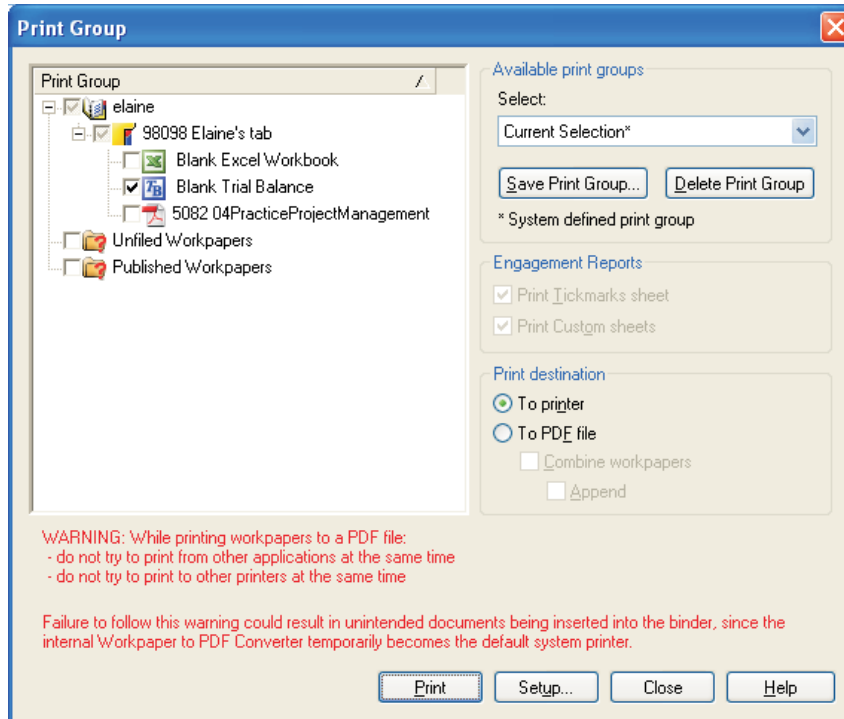 Print Group
Print Group
elaine
98098 Elaine's tab
Blank Excel Workbook
Blank Trial Balance
5082 04PracticeProjectManagement
Unfiled Workpapers
Published Workpapers
Available print groups
Select:
Current Selection*
Save Print Group...
Delete Print Group
* System defined print group
Engagement Reports
Print Tickmarks sheet
Print Custom sheets
Print destination
To printer
To PDF file
Combine workpapers
Append
WARNING: While printing workpapers to a PDF file:
- do not try to print from other applications at the same time
- do not try to print to other printers at the same time
Failure to follow this warning could result in unintended documents being inserted into the binder, since the
internal Workpaper to PDF Converter temporarily becomes the default system printer.
Print
Setup...
Close
Help